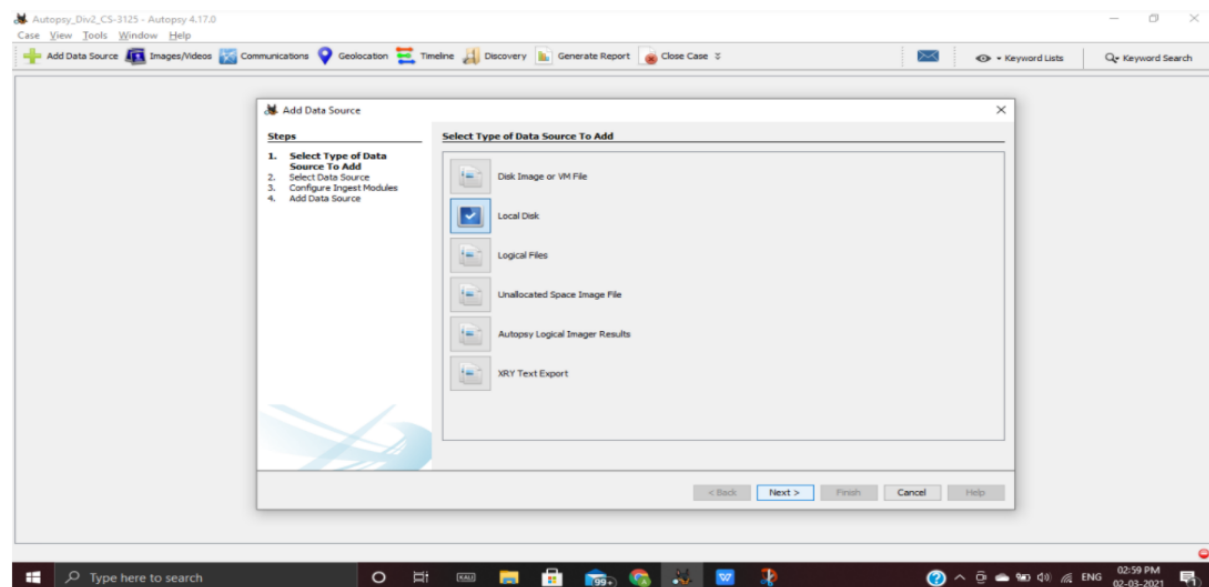 Autopsy_Div2_CS-3125 - Autopsy 4.17.0
Case View Tools Window Help
Add Data Source Images/Videos Communications Geolocation Timeline Discovery Generate Report Close Case Keyword Lists Keyword Search
Add Data Source
Steps
1. Select Type of Data
Source To Add
2. Select Data Source
3. Configure Ingest Modules
4. Add Data Source
Select Type of Data Source To Add
Disk Image or VM File
Local Disk
Logical Files
Unallocated Space Image File
Autopsy Logical Imager Results
XRY Text Export
< Back Next > Finish Cancel Help
Type here to search
KALI
99+
W
ENG
02:59 PM
02-03-2021
1